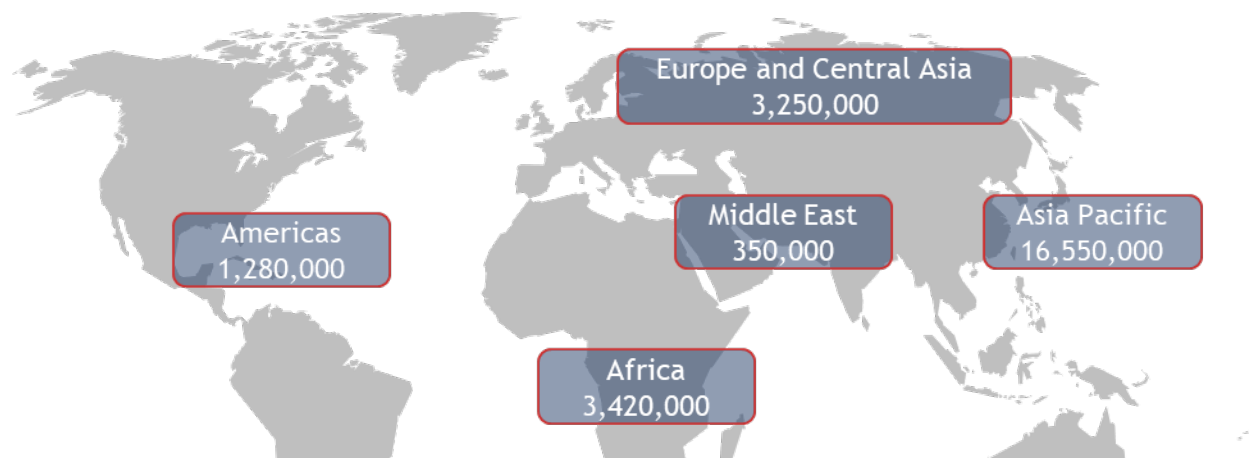 Europe and Central Asia
3,250,000
Middle East
350,000
Asia Pacific
16,550,000
Americas
1,280,000
Africa
3,420,000